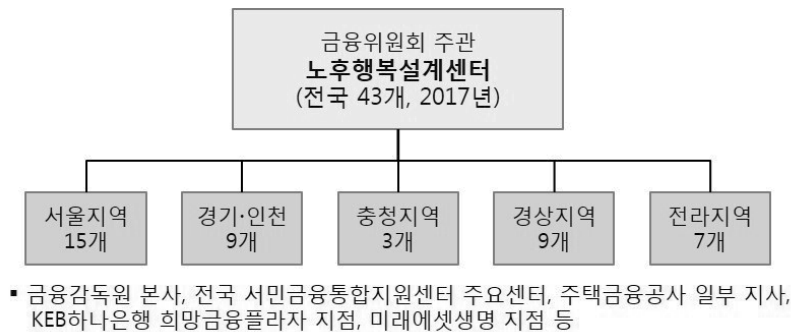 금융위원회 주관
노후행복설계센터
(전국 43개, 2017년)
서울지역 경기·인천 충청지역 경상지역 전라지역
15개 9개 3개 9개 7개
▪ 금융감독원 본사, 전국 서민금융통합지원센터 주요센터, 주택금융공사 일부 지사,
KEB하나은행 희망금융플라자 지점, 미래에셋생명 지점 등